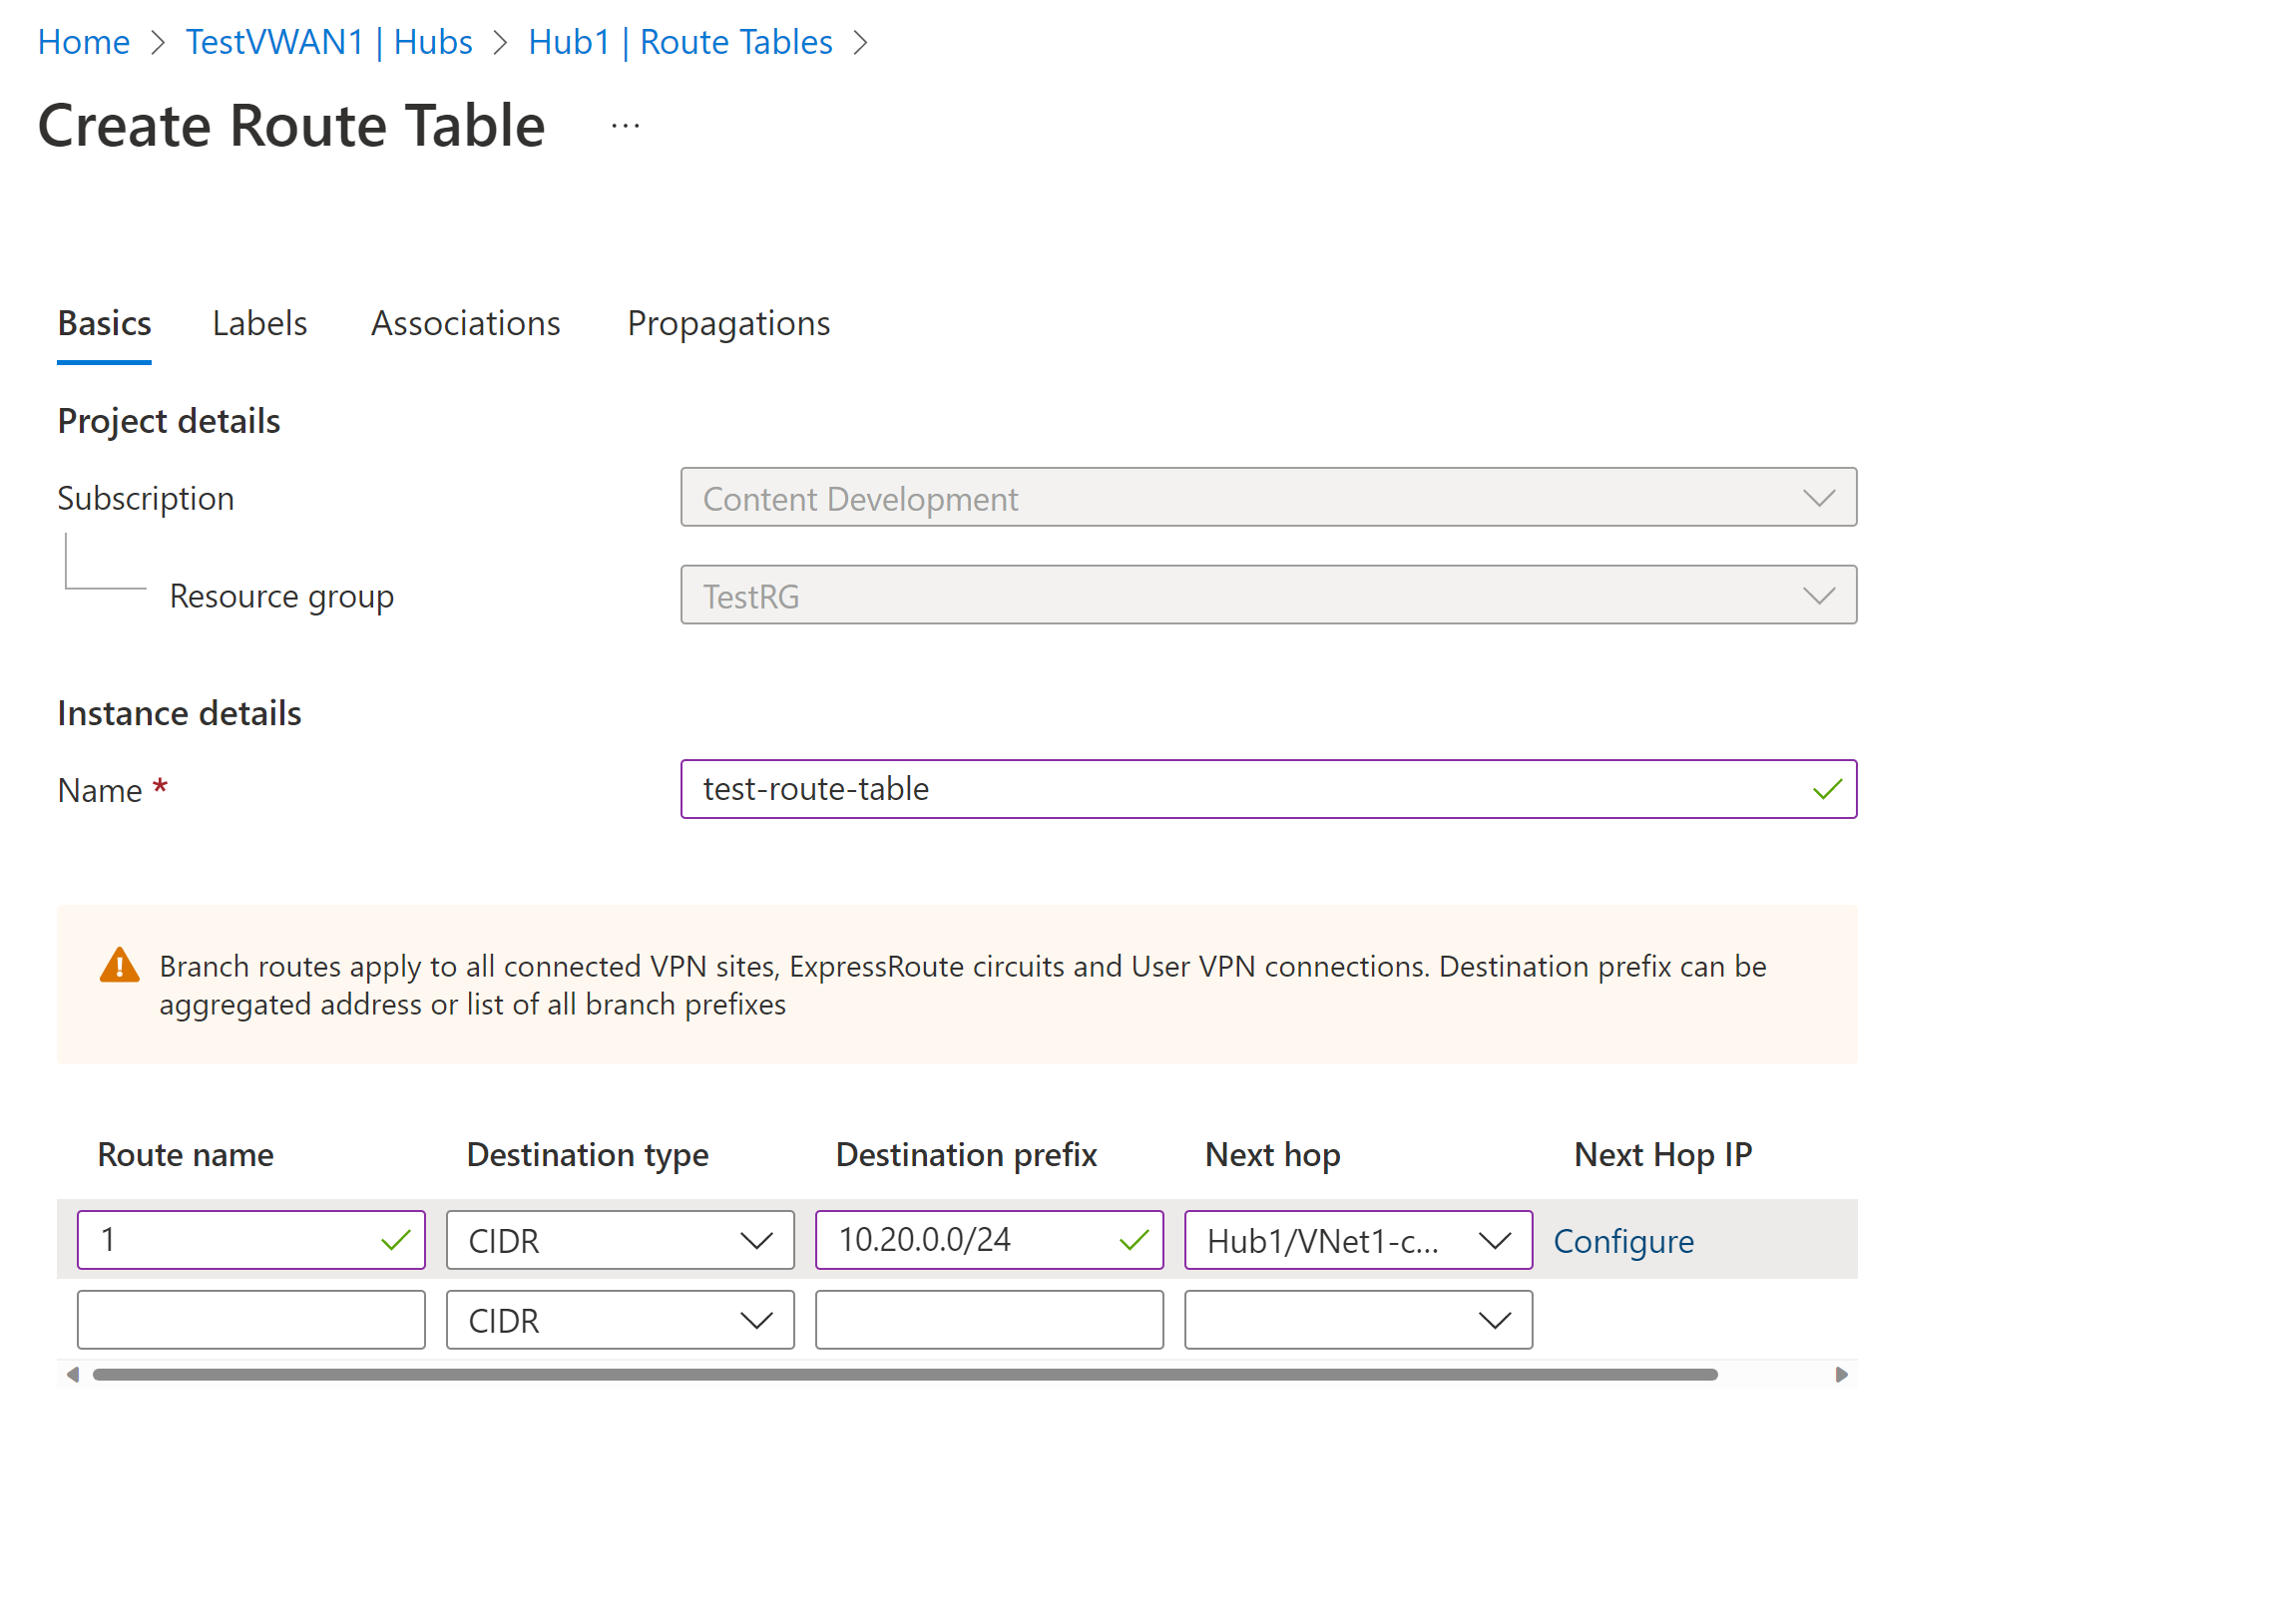 Home > TestVWAN1 | Hubs > Hub1 | Route Tables >
Create Route Table ...
Basics Labels Associations Propagations
Project details
Subscription Content Development
Resource group TestRG
Instance details
Name * test-route-table
Branch routes apply to all connected VPN sites, ExpressRoute circuits and User VPN connections. Destination prefix can be
aggregated address or list of all branch prefixes
Route name Destination type Destination prefix Next hop Next Hop IP
1 CIDR 10.20.0.0/24 Hub1/VNet1-c... Configure
CIDR